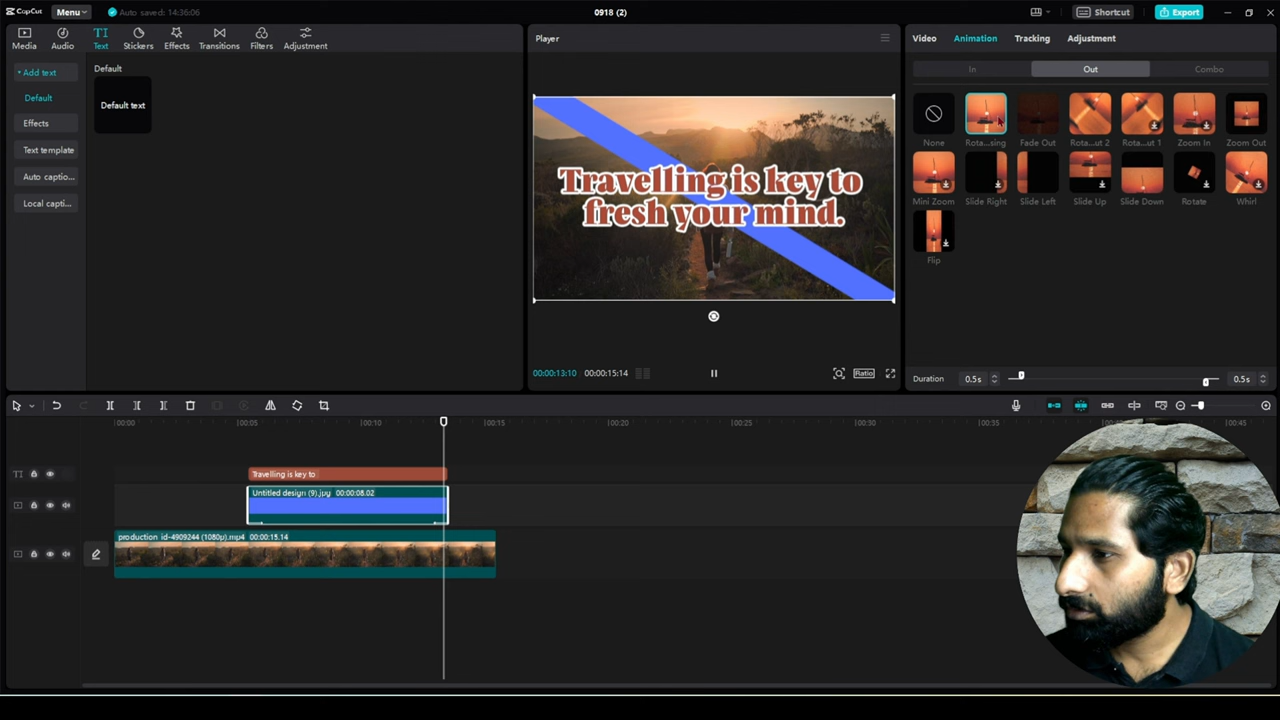 CapCut
Menu
Auto saved: 14:36:06
0918 (2)
Shortcut
Export
Media
Audio
Text
Stickers
Effects
Transitions
Filters
Adjustment
Add text
Default
Effects
Text template
Auto captio...
Local capti...
Default
Default text
Player
Travelling is key to
fresh your mind.
00:00:13:10 00:00:15:14
Ratio
Video
Animation
Tracking
Adjustment
In
Out
Combo
None
Rota...sing
Fade Out
Rota...ut 2
Rota...ut 1
Zoom In
Zoom Out
Mini Zoom
Slide Right
Slide Left
Slide Up
Slide Down
Rotate
Whirl
Flip
Duration 0.5s 0.5s
00:00 |00:05 |00:10 |00:15 |00:20 |00:25 |00:30 |00:35 |00:45
TI
Travelling is key to
Untitled design (9).jpg 00:00:08.02
production_id-4909244 (1080p).mp4 00:00:15.14